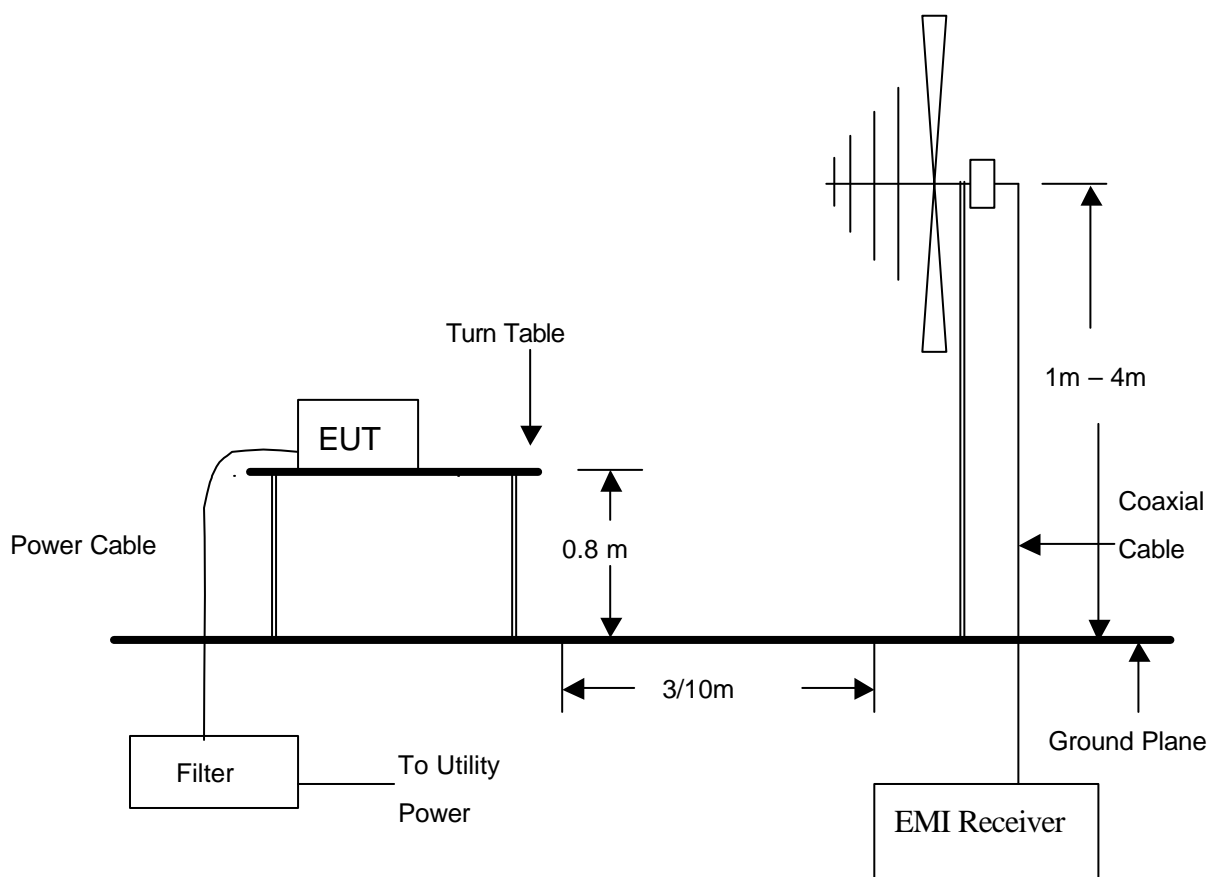 Turn Table
1m – 4m
EUT
Coaxial
Cable
Power Cable
0.8 m
3/10m
Ground Plane
Filter
To Utility
Power
EMI Receiver